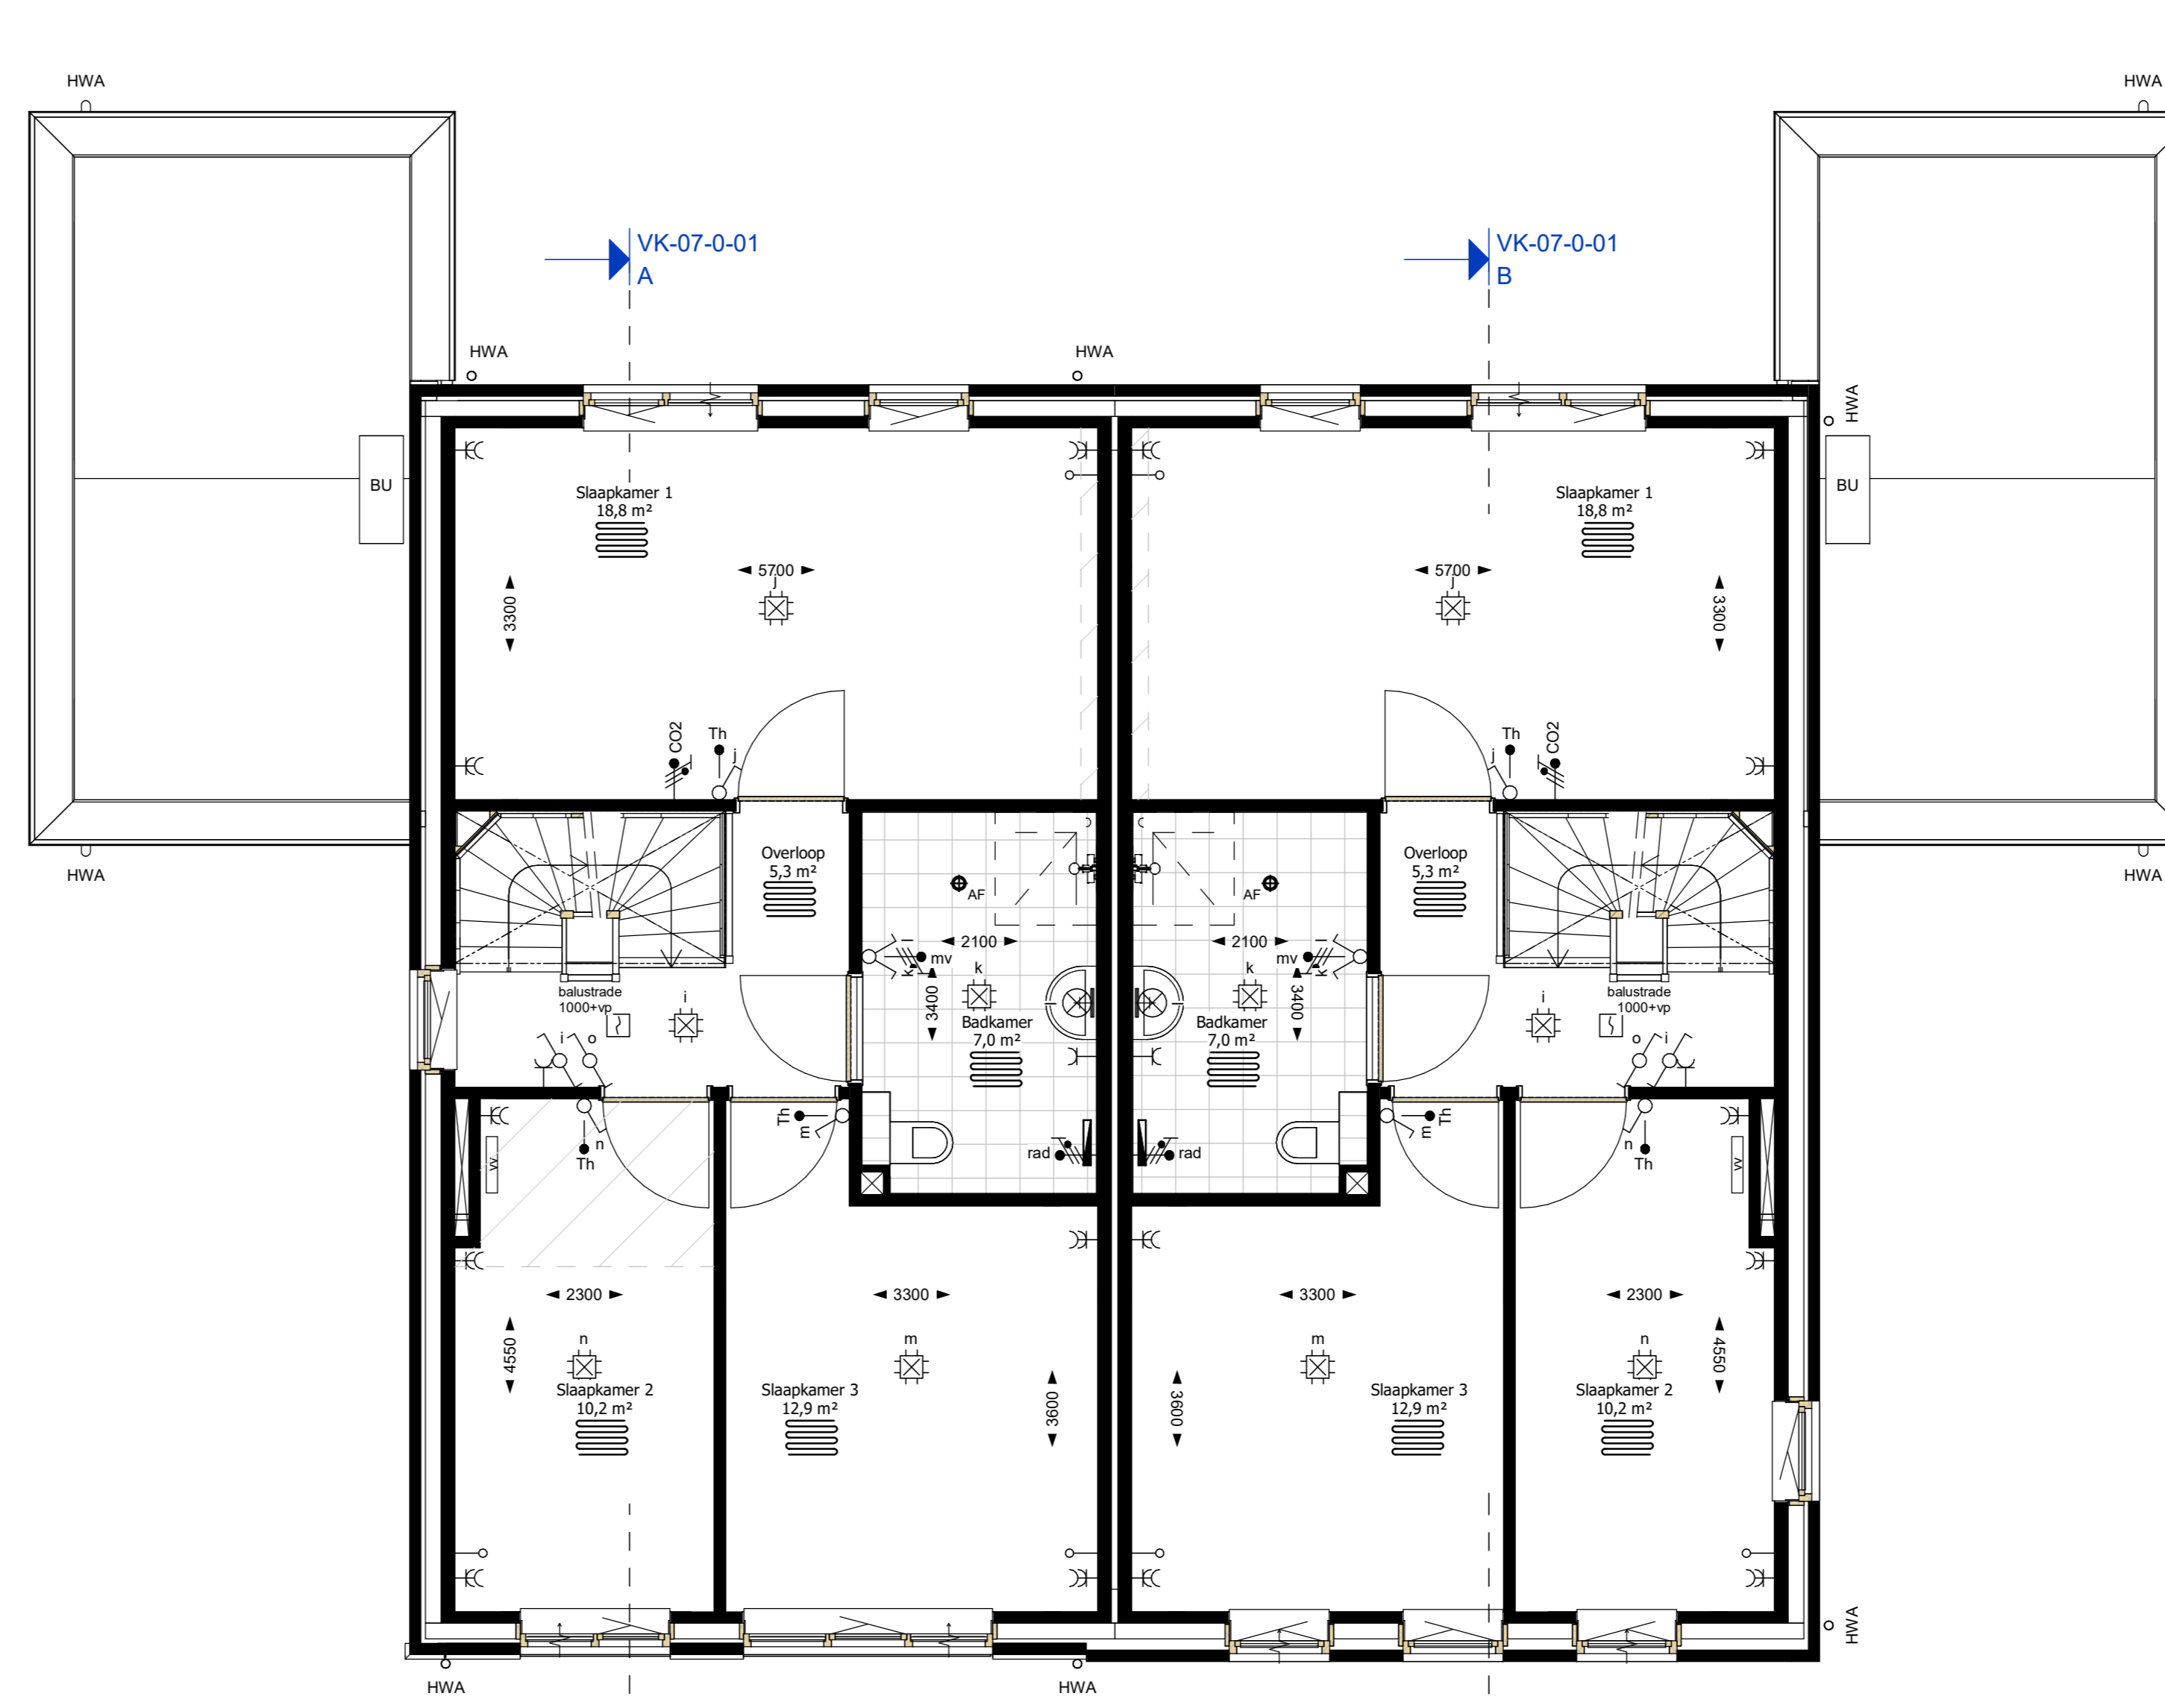 HWA
HWA
VK-07-0-01
A
VK-07-0-01
B
HWA
HWA
HWA
BU
BU
Slaapkamer 1
18,8 m²
Slaapkamer 1
18,8 m²
5700
j
5700
j
3300
3300
CO2
Th
j
j
Th
CO2
Overloop
5,3 m²
Overloop
5,3 m²
HWA
HWA
AF
AF
2100
2100
l
k
mv
mv
l
k
k
k
3400
3400
balustrade
1000+vp
balustrade
1000+vp
i
i
Badkamer
7,0 m²
Badkamer
7,0 m²
i
o
o
i
Th
m
m
Th
n
Th
n
Th
vv
vv
rad
rad
2300
3300
3300
2300
4550
4550
n
m
m
n
Slaapkamer 2
10,2 m²
Slaapkamer 3
12,9 m²
Slaapkamer 3
12,9 m²
Slaapkamer 2
10,2 m²
3600
3600
HWA
HWA
HWA